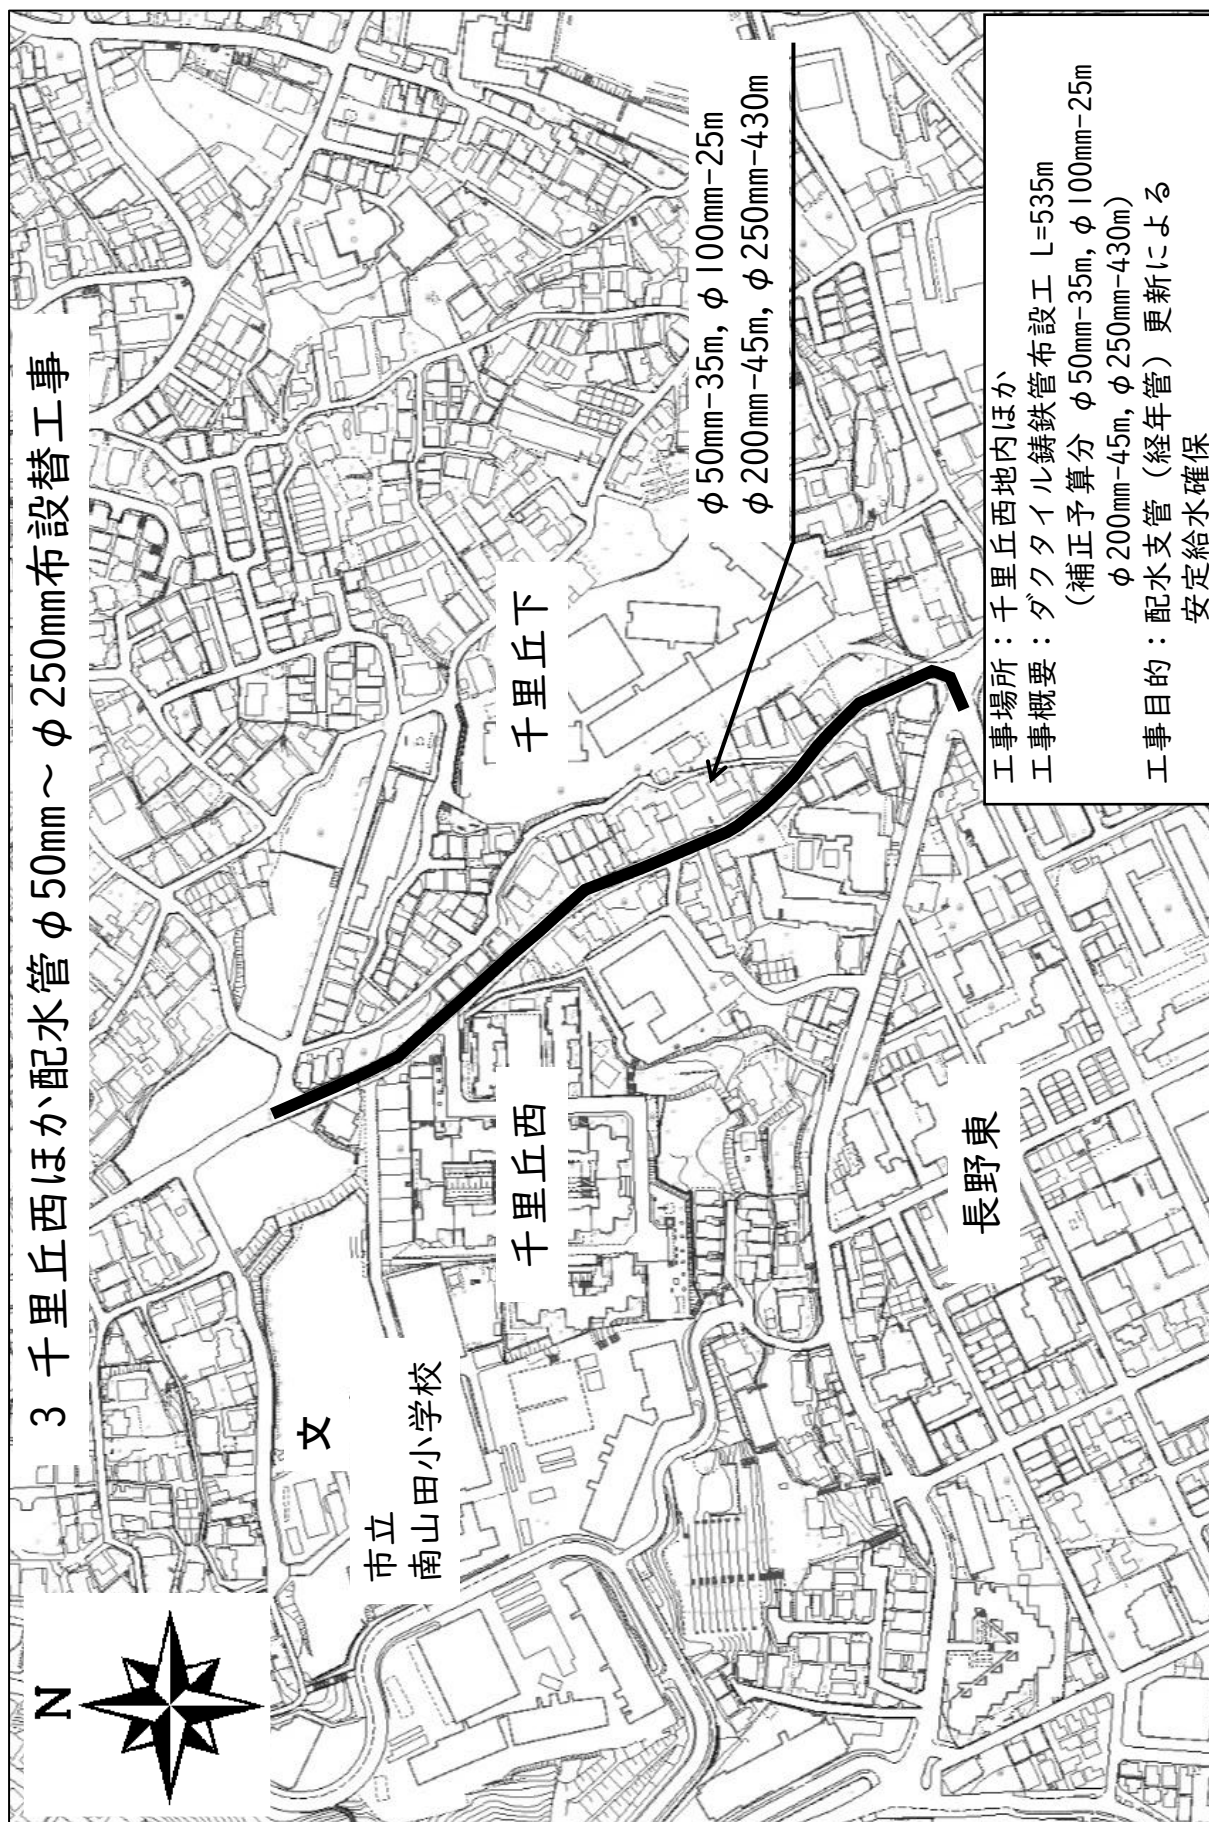 3 千里丘西ほか配水管φ50mm～φ250mm布設替工事
N
文
市立
南山田小学校
千里丘下
千里丘西
長野東
φ50mm-35m, φ100mm-25m
φ200mm-45m, φ250mm-430m
工事場所：千里丘西地内ほか
工事概要：ダクタイル鋳鉄管布設工 L=535m
(補正予算分 φ50mm-35m, φ100mm-25m
φ200mm-45m, φ250mm-430m)
工事目的：配水支管（経年管）更新による
安定給水確保